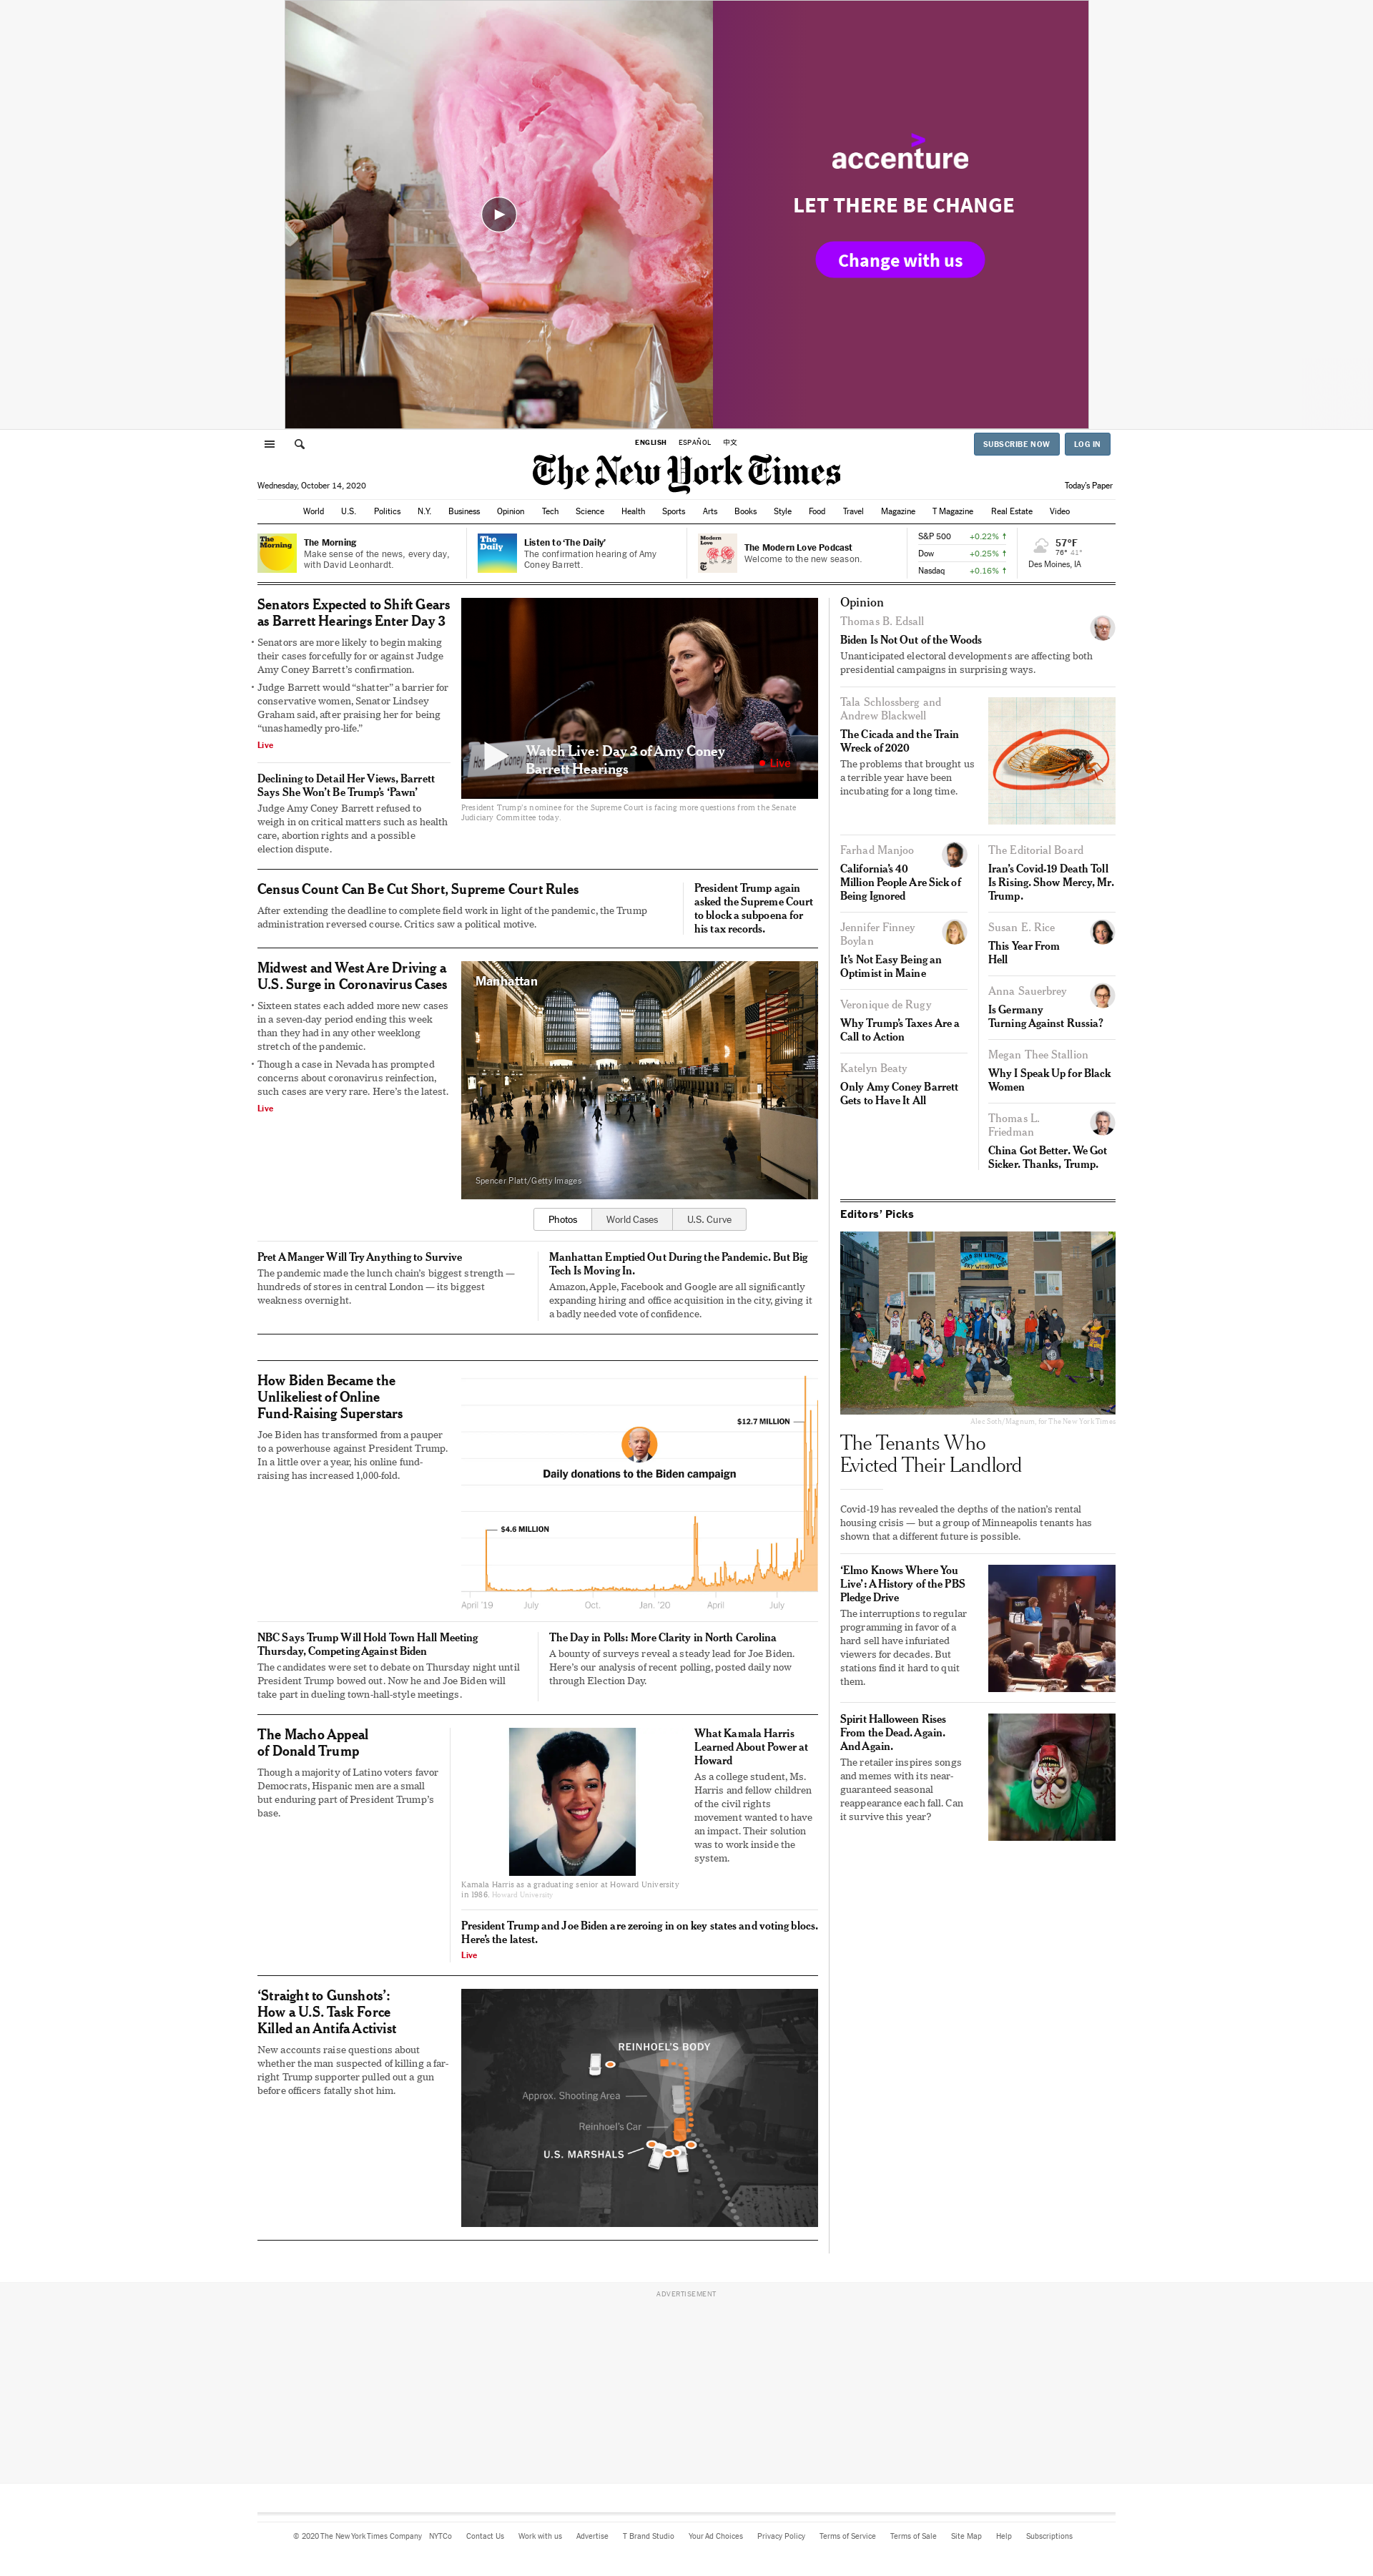 accenture
>
LET THERE BE CHANGE
Change with us
ENGLISH ESPAÑOL 中文
SUBSCRIBE NOW LOG IN
The New York Times
Wednesday, October 14, 2020
Today's Paper
World U.S. Politics N.Y. Business Opinion Tech Science Health Sports Arts Books Style Food Travel Magazine T Magazine Real Estate Video
The Morning
The Morning
Make sense of the news, every day,
with David Leonhardt.
The Daily
Listen to ‘The Daily’
The confirmation hearing of Amy
Coney Barrett.
Modern Love
The Modern Love Podcast
Welcome to the new season.
S&P 500 +0.22% ↑
Dow +0.25% ↑
Nasdaq +0.16% ↑
57°F
76° 41°
Des Moines, IA
Senators Expected to Shift Gears
as Barrett Hearings Enter Day 3
• Senators are more likely to begin making
their cases forcefully for or against Judge
Amy Coney Barrett’s confirmation.
• Judge Barrett would “shatter” a barrier for
conservative women, Senator Lindsey
Graham said, after praising her for being
“unashamedly pro-life.”
Live
Declining to Detail Her Views, Barrett
Says She Won’t Be Trump’s ‘Pawn’
Judge Amy Coney Barrett refused to
weigh in on critical matters such as health
care, abortion rights and a possible
election dispute.
Watch Live: Day 3 of Amy Coney
Barrett Hearings
Live
President Trump’s nominee for the Supreme Court is facing more questions from the Senate
Judiciary Committee today.
Census Count Can Be Cut Short, Supreme Court Rules
After extending the deadline to complete field work in light of the pandemic, the Trump
administration reversed course. Critics saw a political motive.
President Trump again
asked the Supreme Court
to block a subpoena for
his tax records.
Midwest and West Are Driving a
U.S. Surge in Coronavirus Cases
• Sixteen states each added more new cases
in a seven-day period ending this week
than they had in any other weeklong
stretch of the pandemic.
• Though a case in Nevada has prompted
concerns about coronavirus reinfection,
such cases are very rare. Here’s the latest.
Live
Manhattan
Spencer Platt/Getty Images
Photos World Cases U.S. Curve
Pret A Manger Will Try Anything to Survive
The pandemic made the lunch chain’s biggest strength —
hundreds of stores in central London — its biggest
weakness overnight.
Manhattan Emptied Out During the Pandemic. But Big
Tech Is Moving In.
Amazon, Apple, Facebook and Google are all significantly
expanding hiring and office acquisition in the city, giving it
a badly needed vote of confidence.
How Biden Became the
Unlikeliest of Online
Fund-Raising Superstars
Joe Biden has transformed from a pauper
to a powerhouse against President Trump.
In a little over a year, his online fund-
raising has increased 1,000-fold.
$12.7 MILLION
Daily donations to the Biden campaign
$4.6 MILLION
April ’19 July Oct. Jan. ’20 April July
NBC Says Trump Will Hold Town Hall Meeting
Thursday, Competing Against Biden
The candidates were set to debate on Thursday night until
President Trump bowed out. Now he and Joe Biden will
take part in dueling town-hall-style meetings.
The Day in Polls: More Clarity in North Carolina
A bounty of surveys reveal a steady lead for Joe Biden.
Here’s our analysis of recent polling, posted daily now
through Election Day.
The Macho Appeal
of Donald Trump
Though a majority of Latino voters favor
Democrats, Hispanic men are a small
but enduring part of President Trump’s
base.
Kamala Harris as a graduating senior at Howard University
in 1986. Howard University
What Kamala Harris
Learned About Power at
Howard
As a college student, Ms.
Harris and fellow children
of the civil rights
movement wanted to have
an impact. Their solution
was to work inside the
system.
President Trump and Joe Biden are zeroing in on key states and voting blocs.
Here’s the latest.
Live
‘Straight to Gunshots’:
How a U.S. Task Force
Killed an Antifa Activist
New accounts raise questions about
whether the man suspected of killing a far-
right Trump supporter pulled out a gun
before officers fatally shot him.
REINHOEL’S BODY
Approx. Shooting Area
Reinhoel’s Car
U.S. MARSHALS
Opinion
Thomas B. Edsall
Biden Is Not Out of the Woods
Unanticipated electoral developments are affecting both
presidential campaigns in surprising ways.
Tala Schlossberg and
Andrew Blackwell
The Cicada and the Train
Wreck of 2020
The problems that brought us
a terrible year have been
incubating for a long time.
Farhad Manjoo
California’s 40
Million People Are Sick of
Being Ignored
Jennifer Finney
Boylan
It’s Not Easy Being an
Optimist in Maine
Veronique de Rugy
Why Trump’s Taxes Are a
Call to Action
Katelyn Beaty
Only Amy Coney Barrett
Gets to Have It All
The Editorial Board
Iran’s Covid-19 Death Toll
Is Rising. Show Mercy, Mr.
Trump.
Susan E. Rice
This Year From
Hell
Anna Sauerbrey
Is Germany
Turning Against Russia?
Megan Thee Stallion
Why I Speak Up for Black
Women
Thomas L.
Friedman
China Got Better. We Got
Sicker. Thanks, Trump.
Editors’ Picks
Alec Soth/Magnum, for The New York Times
The Tenants Who
Evicted Their Landlord
Covid-19 has revealed the depths of the nation’s rental
housing crisis — but a group of Minneapolis tenants has
shown that a different future is possible.
‘Elmo Knows Where You
Live’: A History of the PBS
Pledge Drive
The interruptions to regular
programming in favor of a
hard sell have infuriated
viewers for decades. But
stations find it hard to quit
them.
Spirit Halloween Rises
From the Dead. Again.
And Again.
The retailer inspires songs
and memes with its near-
guaranteed seasonal
reappearance each fall. Can
it survive this year?
ADVERTISEMENT
© 2020 The New York Times Company NYTCo Contact Us Work with us Advertise T Brand Studio Your Ad Choices Privacy Policy Terms of Service Terms of Sale Site Map Help Subscriptions